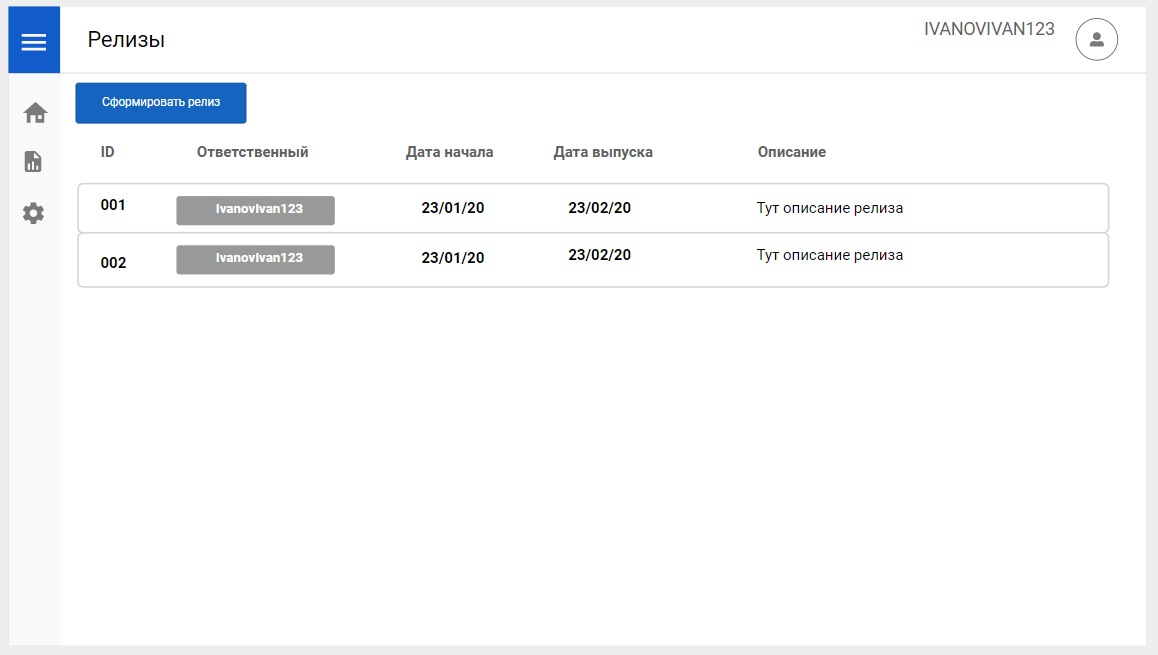 Релизы
IVANOVIVAN123
Сформировать релиз
ID Ответственный Дата начала Дата выпуска Описание
001 IvanovIvan123 23/01/20 23/02/20 Тут описание релиза
002 IvanovIvan123 23/01/20 23/02/20 Тут описание релиза